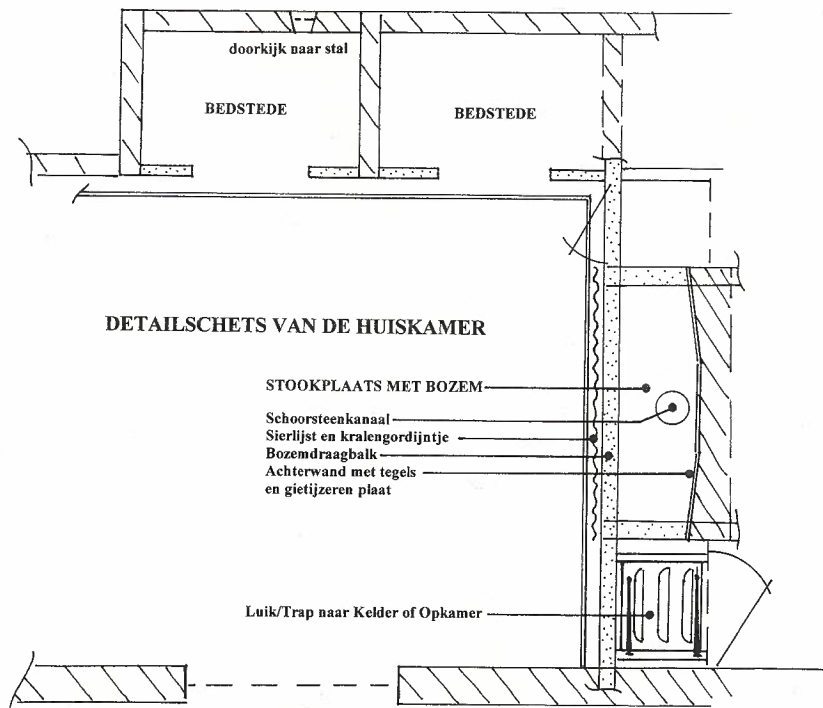 doorkijk naar stal
BEDSTEDE
BEDSTEDE
DETAILSCHETS VAN DE HUISKAMER
STOOKPLAATS MET BOZEM
Schoorsteenkanaal
Sierlijst en kralengordijntje
Bozemdraagbalk
Achterwand met tegels
en gietijzeren plaat
Luik/Trap naar Kelder of Opkamer